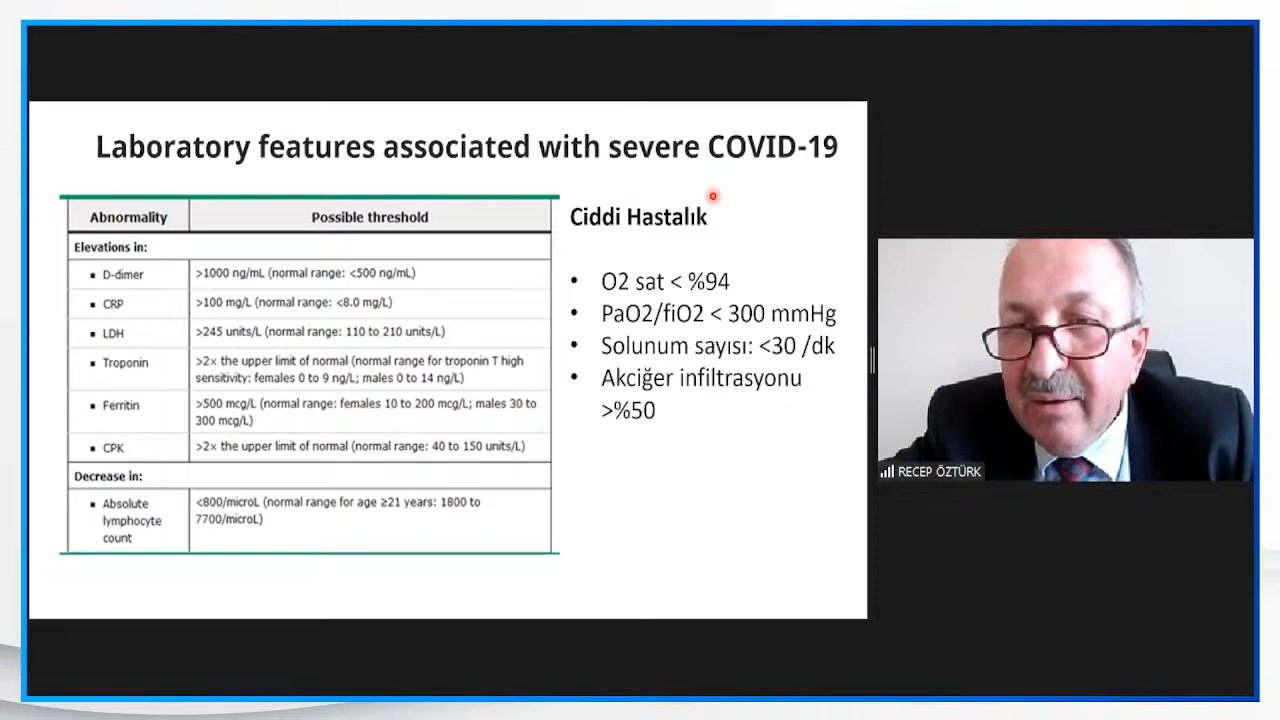 Laboratory features associated with severe COVID-19
Abnormality Possible threshold
Elevations in:
▪ D-dimer >1000 ng/mL (normal range: <500 ng/mL)
▪ CRP >100 mg/L (normal range: <8.0 mg/L)
▪ LDH >245 units/L (normal range: 110 to 210 units/L)
▪ Troponin >2× the upper limit of normal (normal range for troponin T high
sensitivity: females 0 to 9 ng/L; males 0 to 14 ng/L)
▪ Ferritin >500 mcg/L (normal range: females 10 to 200 mcg/L; males 30 to
300 mcg/L)
▪ CPK >2× the upper limit of normal (normal range: 40 to 150 units/L)
Decrease in:
▪ Absolute
lymphocyte
count
<800/microL (normal range for age ≥21 years: 1800 to
7700/microL)
Ciddi Hastalık
• O2 sat < %94
• PaO2/fiO2 < 300 mmHg
• Solunum sayısı: <30 /dk
• Akciğer infiltrasyonu
>%50
RECEP ÖZTÜRK